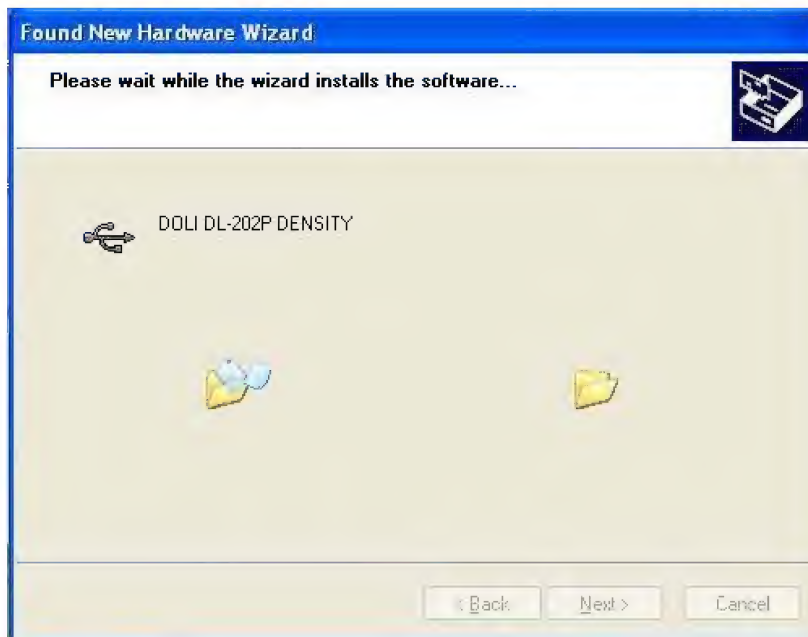 Found New Hardware Wizard
Please wait while the wizard installs the software...
DOLI DL-202P DENSITY
< Back
Next >
Cancel